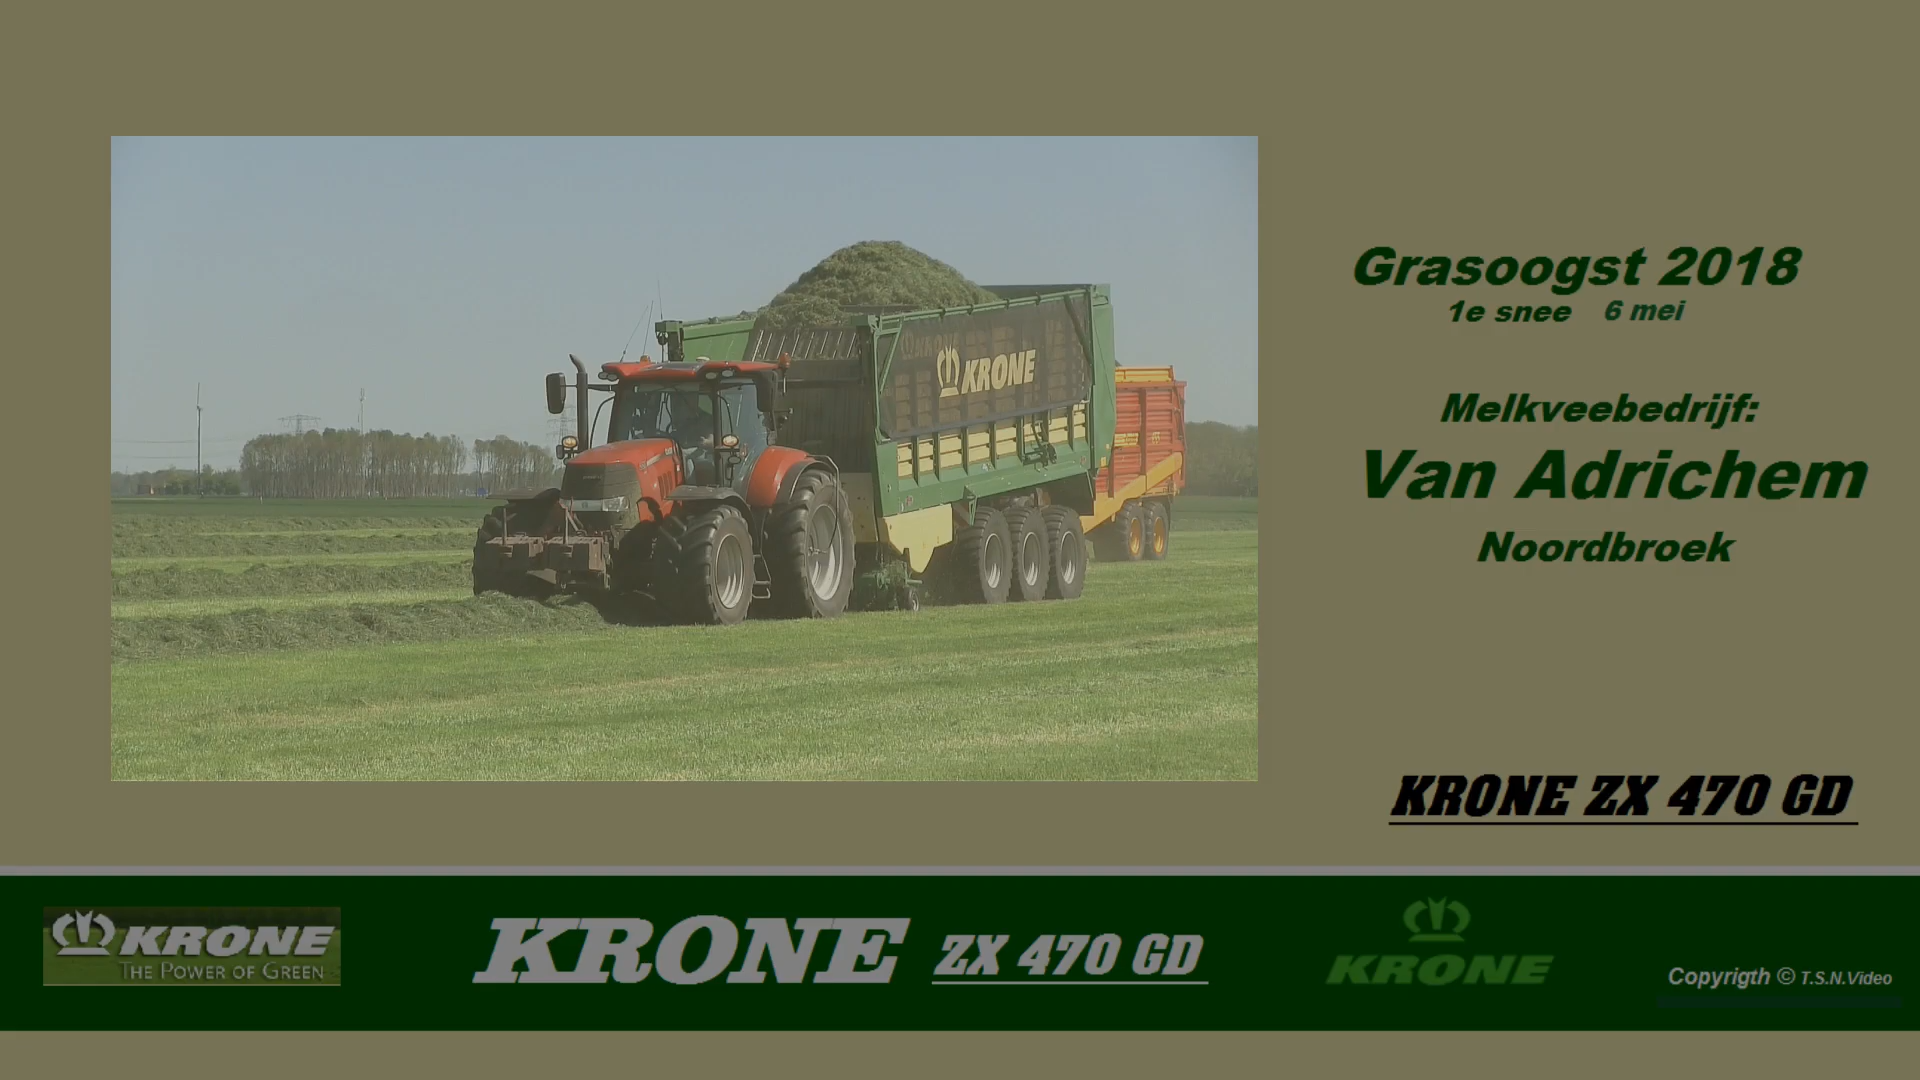 Grasoogst 2018
1e snee 6 mei
Melkveebedrijf:
Van Adrichem
Noordbroek
KRONE
KRONE ZX 470 GD
KRONE
THE POWER OF GREEN
KRONE ZX 470 GD
KRONE
Copyrigth © T.S.N.Video